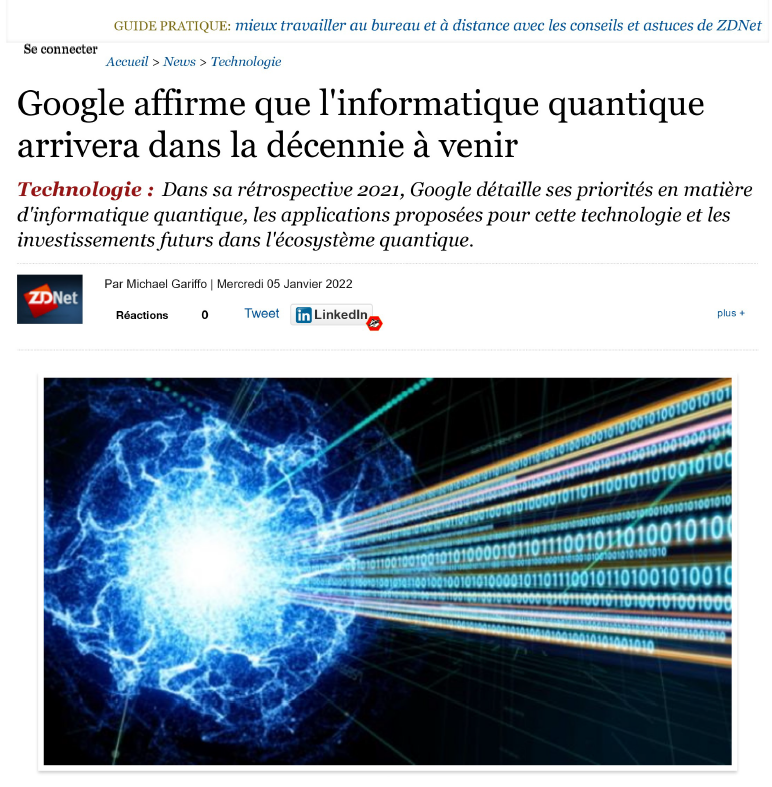 GUIDE PRATIQUE: mieux travailler au bureau et à distance avec les conseils et astuces de ZDNet
Se connecter
Accueil > News > Technologie
Google affirme que l'informatique quantique
arrivera dans la décennie à venir
Technologie : Dans sa rétrospective 2021, Google détaille ses priorités en matière
d'informatique quantique, les applications proposées pour cette technologie et les
investissements futurs dans l'écosystème quantique.
ZDNet
Par Michael Gariffo | Mercredi 05 Janvier 2022
Réactions 0 Tweet in LinkedIn plus +